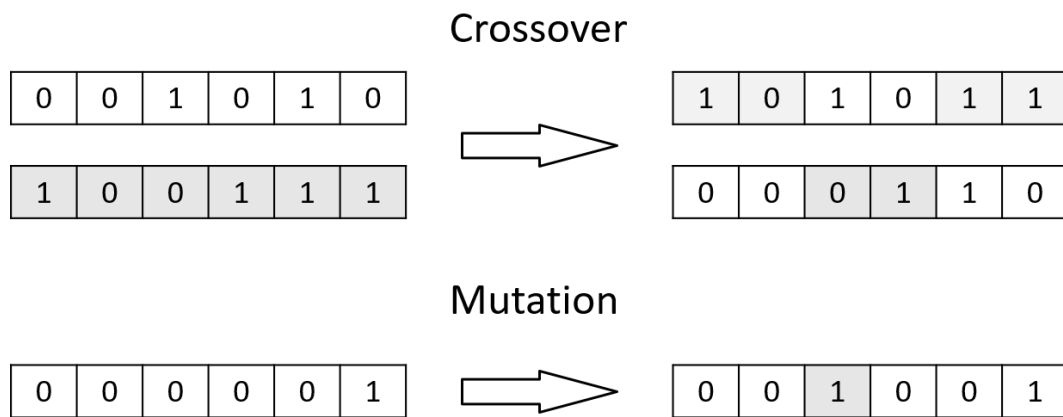 Crossover
0 0 1 0 1 0
1 0 1 0 1 1
1 0 0 1 1 1
0 0 0 1 1 0
Mutation
0 0 0 0 0 1
0 0 1 0 0 1